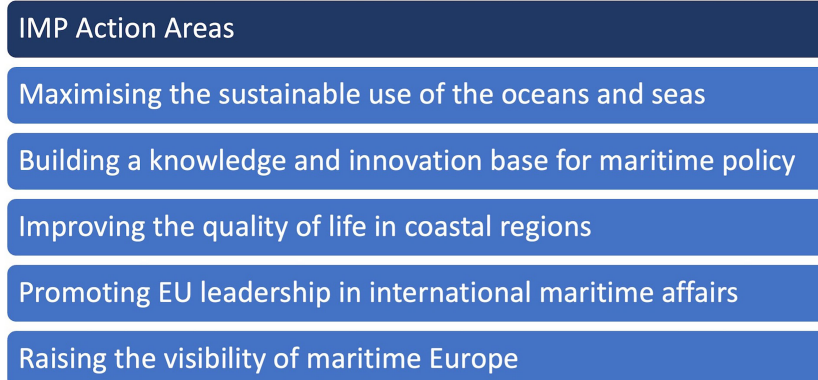 IMP Action Areas
Maximising the sustainable use of the oceans and seas
Building a knowledge and innovation base for maritime policy
Improving the quality of life in coastal regions
Promoting EU leadership in international maritime affairs
Raising the visibility of maritime Europe